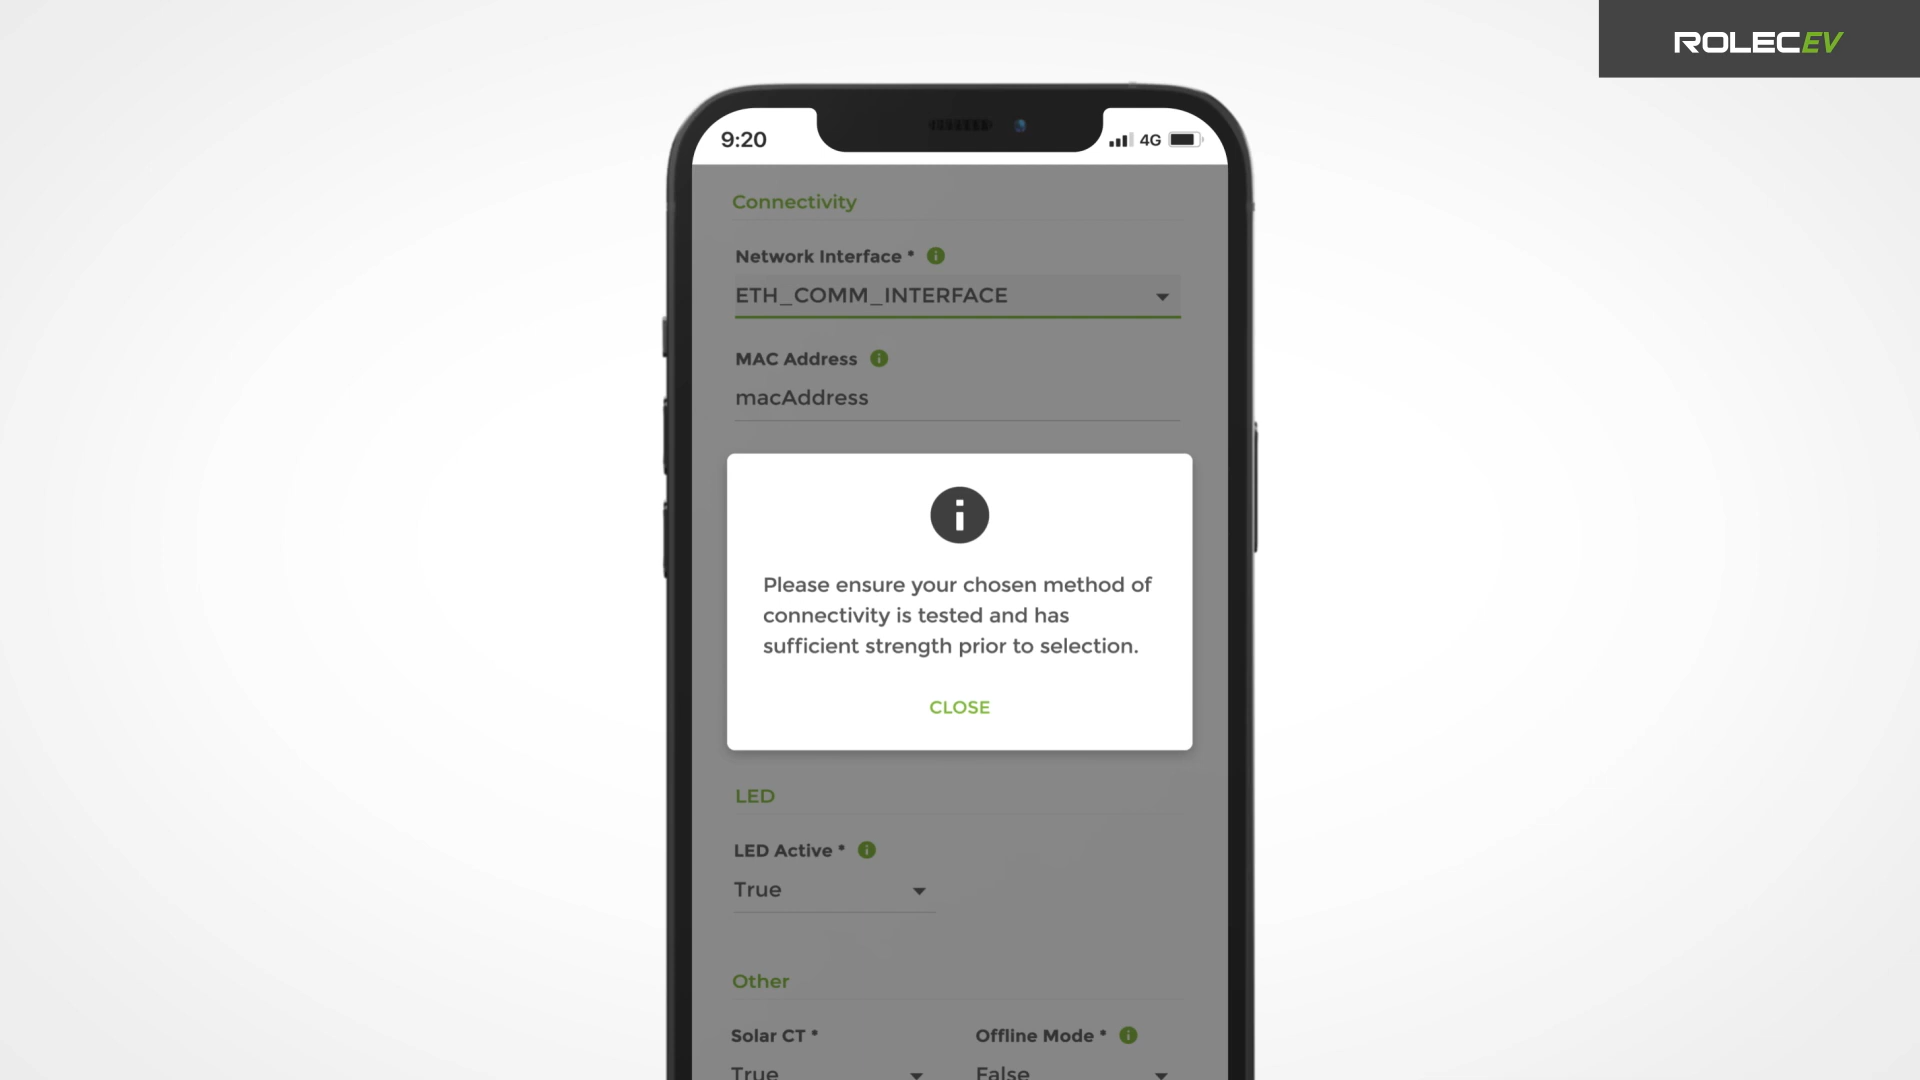 ROLECEV
9:20
4G
Connectivity
Network Interface *
ETH_COMM_INTERFACE
MAC Address
macAddress
Please ensure your chosen method of
connectivity is tested and has
sufficient strength prior to selection.
CLOSE
LED
LED Active *
True
Other
Solar CT * Offline Mode *
True False